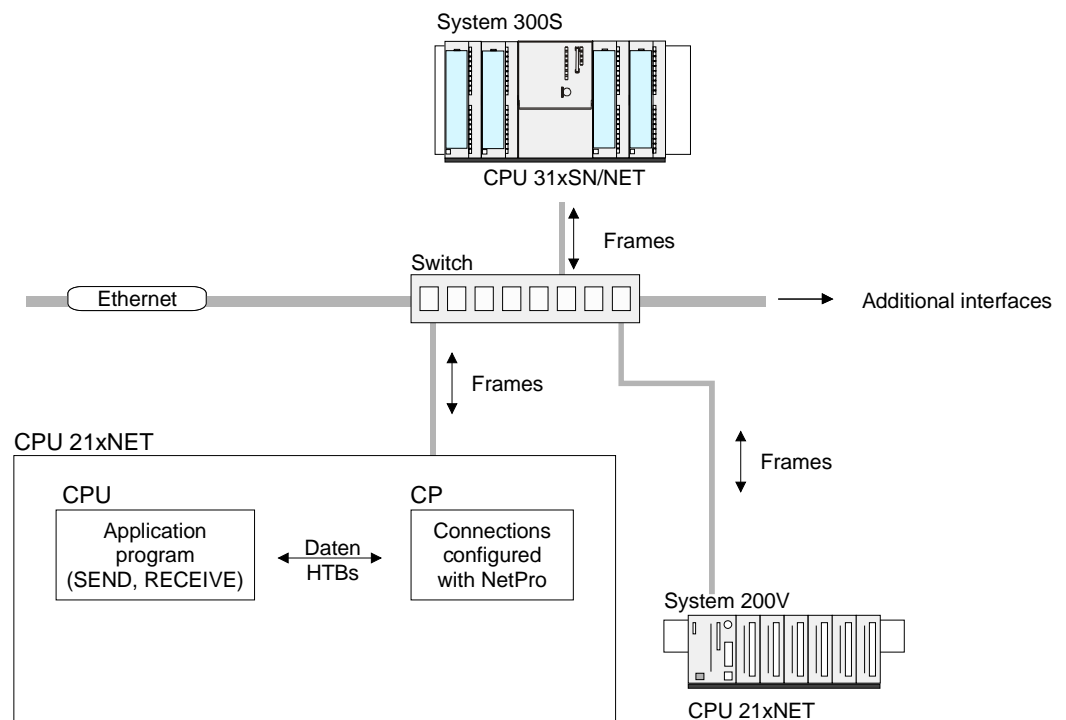 System 300S
CPU 31xSN/NET
Frames
Switch
Ethernet
Additional interfaces
Frames
CPU 21xNET
Frames
CPU
CP
Application
program
(SEND, RECEIVE)
Daten
HTBs
Connections
configured
with NetPro
System 200V
CPU 21xNET